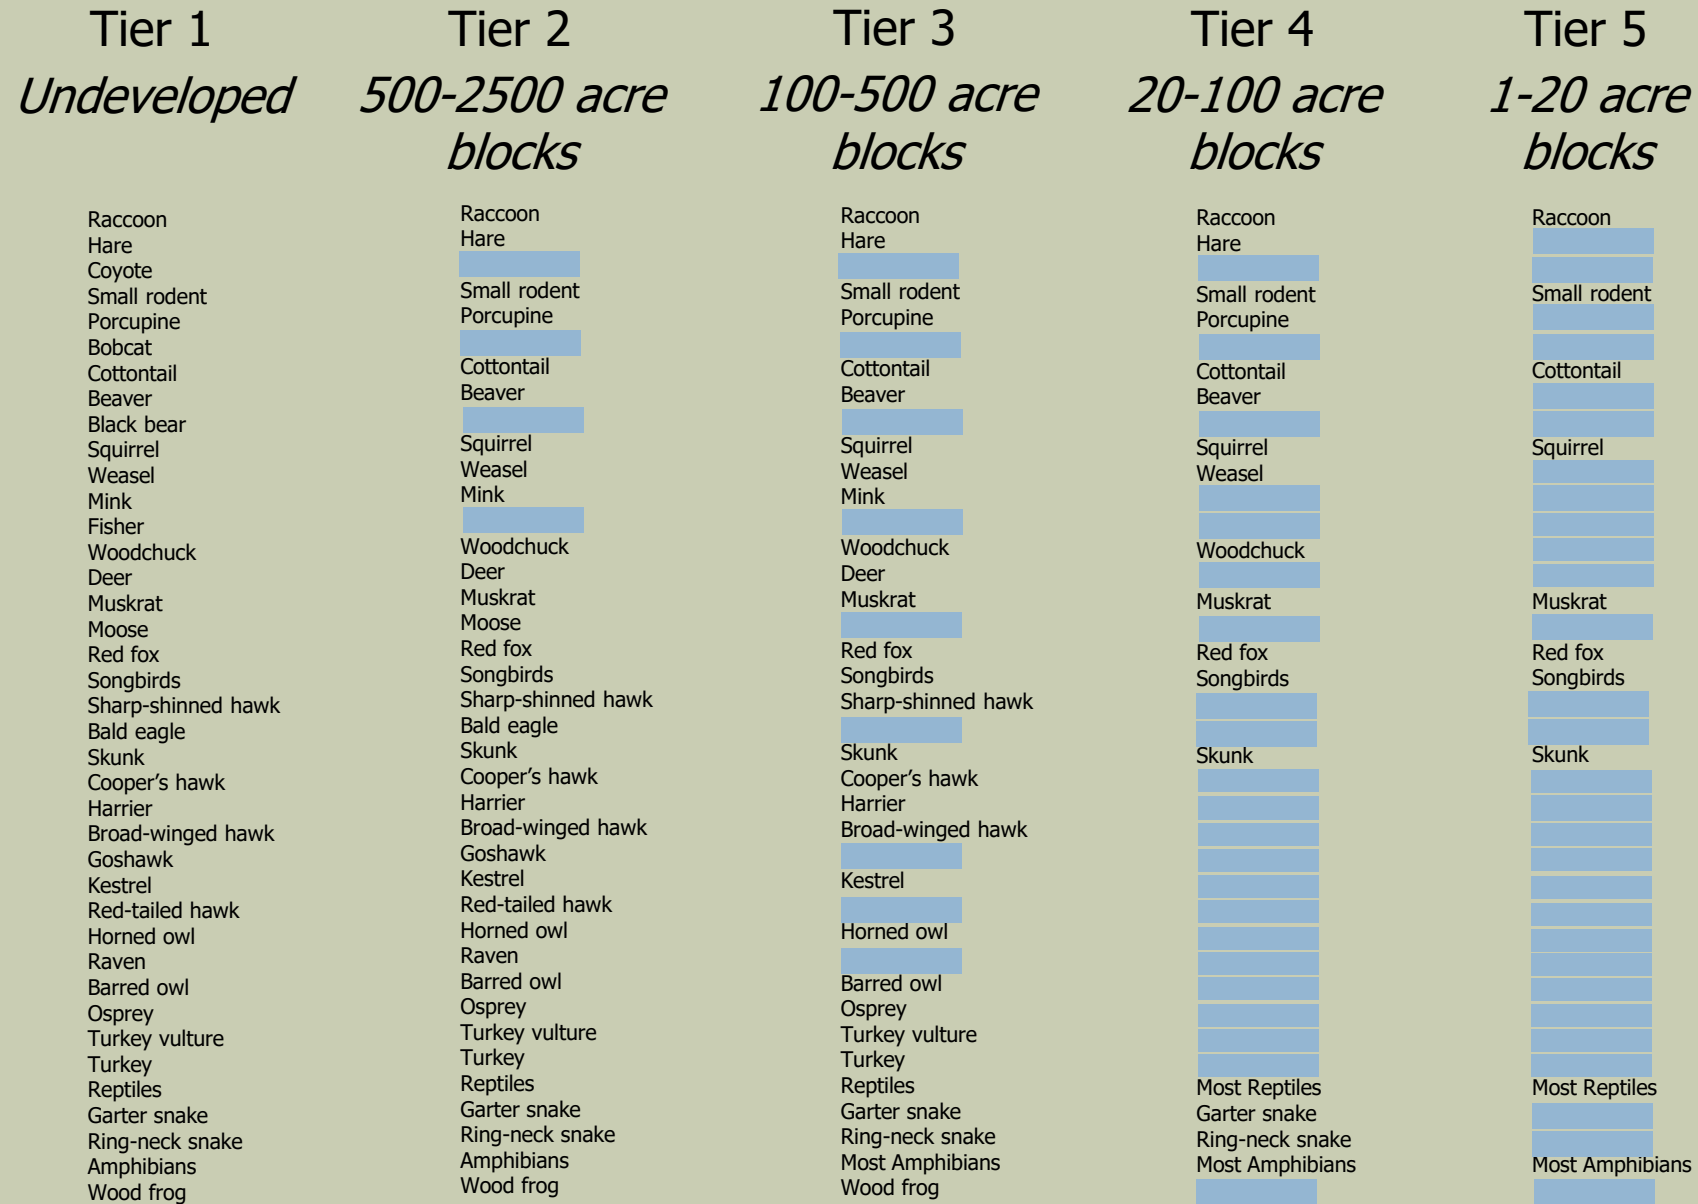 Tier 1
Undeveloped
Raccoon
Hare
Coyote
Small rodent
Porcupine
Bobcat
Cottontail
Beaver
Black bear
Squirrel
Weasel
Mink
Fisher
Woodchuck
Deer
Muskrat
Moose
Red fox
Songbirds
Sharp-shinned hawk
Bald eagle
Skunk
Cooper’s hawk
Harrier
Broad-winged hawk
Goshawk
Kestrel
Red-tailed hawk
Horned owl
Raven
Barred owl
Osprey
Turkey vulture
Turkey
Reptiles
Garter snake
Ring-neck snake
Amphibians
Wood frog
Tier 2
500-2500 acre
blocks
Raccoon
Hare
Small rodent
Porcupine
Cottontail
Beaver
Squirrel
Weasel
Mink
Woodchuck
Deer
Muskrat
Moose
Red fox
Songbirds
Sharp-shinned hawk
Bald eagle
Skunk
Cooper’s hawk
Harrier
Broad-winged hawk
Goshawk
Kestrel
Red-tailed hawk
Horned owl
Raven
Barred owl
Osprey
Turkey vulture
Turkey
Reptiles
Garter snake
Ring-neck snake
Amphibians
Wood frog
Tier 3
100-500 acre
blocks
Raccoon
Hare
Small rodent
Porcupine
Cottontail
Beaver
Squirrel
Weasel
Mink
Woodchuck
Deer
Muskrat
Red fox
Songbirds
Sharp-shinned hawk
Skunk
Cooper’s hawk
Harrier
Broad-winged hawk
Kestrel
Horned owl
Barred owl
Osprey
Turkey vulture
Turkey
Reptiles
Garter snake
Ring-neck snake
Most Amphibians
Wood frog
Tier 4
20-100 acre
blocks
Raccoon
Hare
Small rodent
Porcupine
Cottontail
Beaver
Squirrel
Weasel
Woodchuck
Muskrat
Red fox
Songbirds
Skunk
Most Reptiles
Garter snake
Ring-neck snake
Most Amphibians
Tier 5
1-20 acre
blocks
Raccoon
Small rodent
Cottontail
Squirrel
Muskrat
Red fox
Songbirds
Skunk
Most Reptiles
Most Amphibians